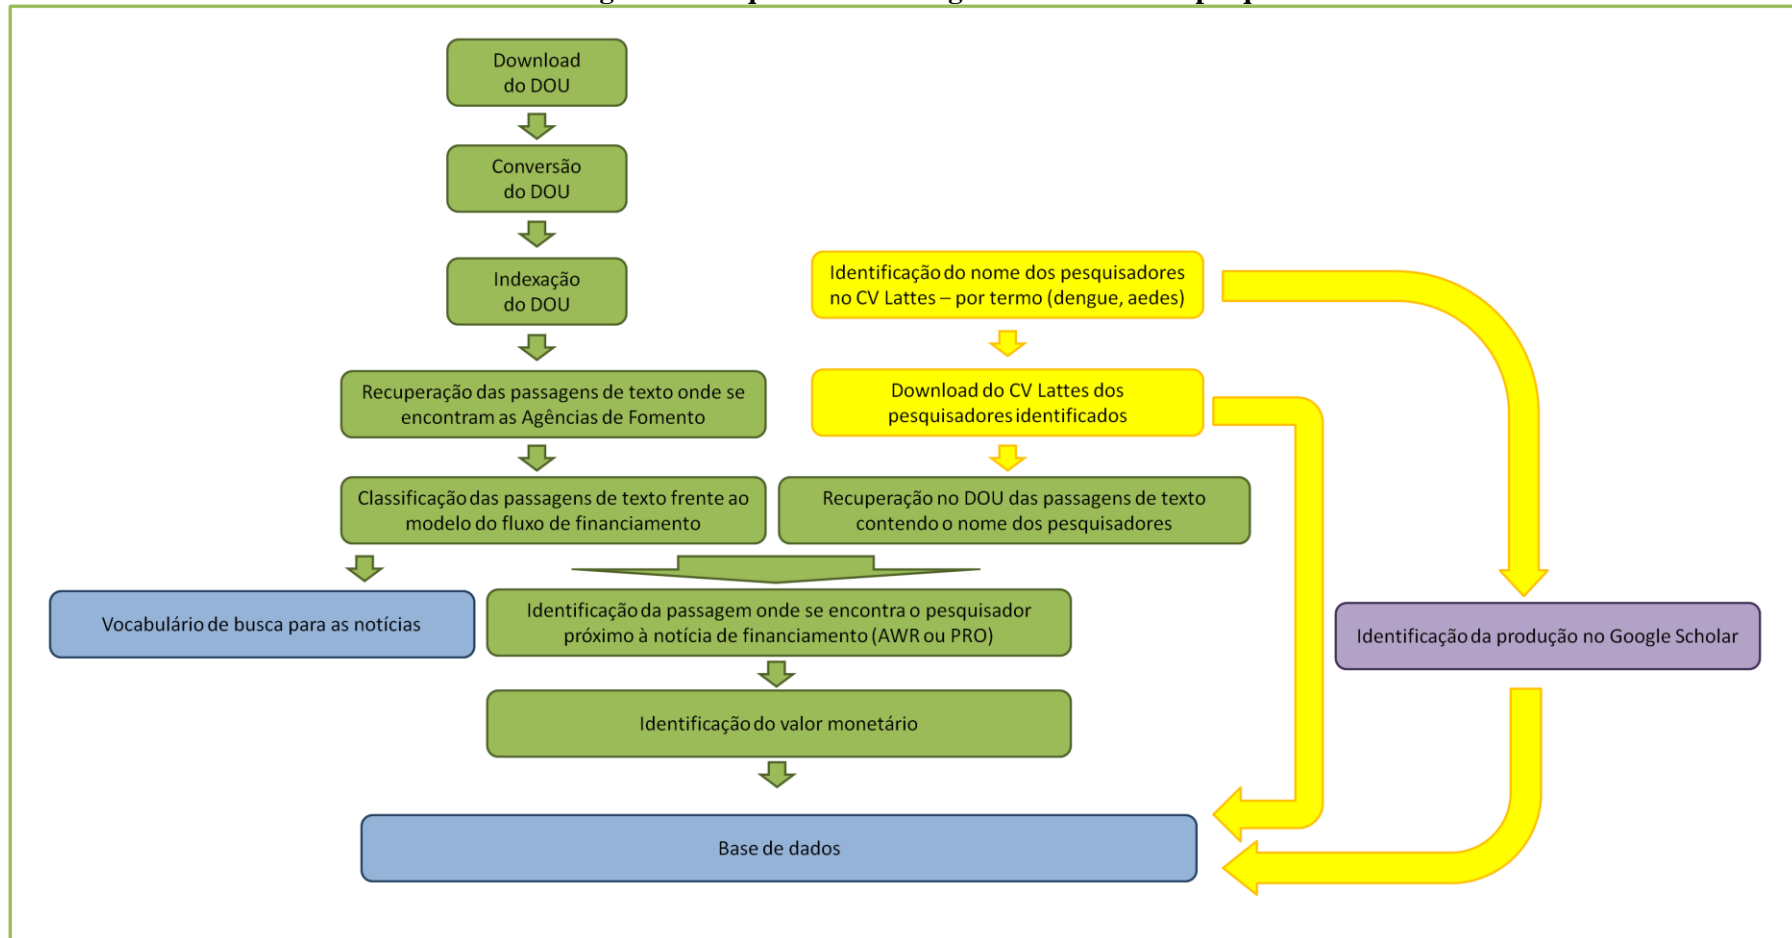 Download
do DOU
Conversão
do DOU
Indexação
do DOU
Identificação do nome dos pesquisadores
no CV Lattes – por termo (dengue, aedes)
Recuperação das passagens de texto onde se
encontram as Agências de Fomento
Download do CV Lattes dos
pesquisadores identificados
Classificação das passagens de texto frente ao
modelo do fluxo de financiamento
Recuperação no DOU das passagens de texto
contendo o nome dos pesquisadores
Vocabulário de busca para as notícias
Identificação da passagem onde se encontra o pesquisador
próximo à notícia de financiamento (AWR ou PRO)
Identificação da produção no Google Scholar
Identificação do valor monetário
Base de dados